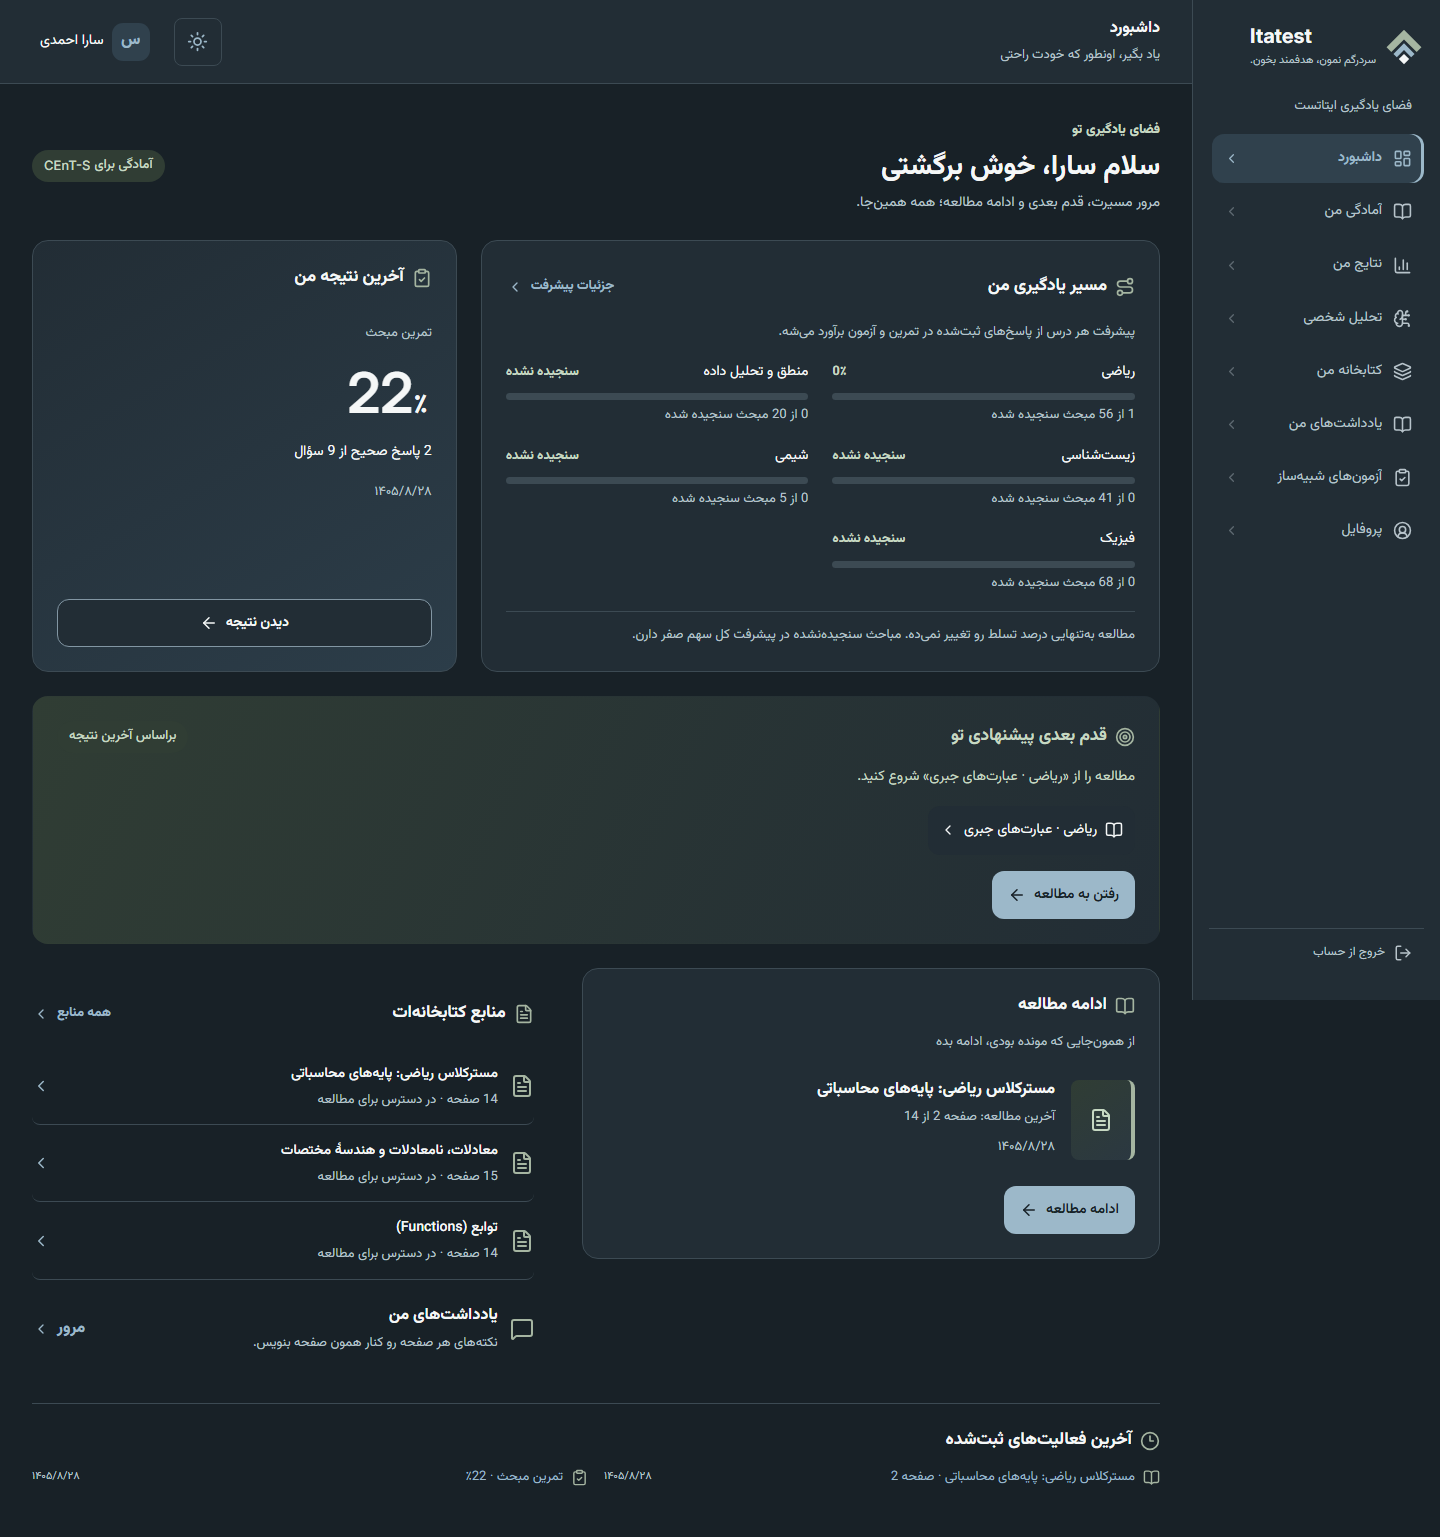 Itatest
سردرگم نمون، هدفمند بخون.
فضای یادگیری ایتاتست
داشبورد
آمادگی من
نتایج من
تحلیل شخصی
کتابخانه من
یادداشت‌های من
آزمون‌های شبیه‌ساز
پروفایل
خروج از حساب
داشبورد
یاد بگیر، اونطور که خودت راحتی
س
سارا احمدی
فضای یادگیری تو
سلام سارا، خوش برگشتی
مرور مسیرت، قدم بعدی و ادامه مطالعه؛ همه همین‌جا.
آمادگی برای CEnT-S
مسیر یادگیری من
جزئیات پیشرفت
پیشرفت هر درس از پاسخ‌های ثبت‌شده در تمرین و آزمون برآورد می‌شه.
ریاضی
0٪
1 از 56 مبحث سنجیده شده
منطق و تحلیل داده
سنجیده نشده
0 از 20 مبحث سنجیده شده
زیست‌شناسی
سنجیده نشده
0 از 41 مبحث سنجیده شده
شیمی
سنجیده نشده
0 از 5 مبحث سنجیده شده
فیزیک
سنجیده نشده
0 از 68 مبحث سنجیده شده
مطالعه به‌تنهایی درصد تسلط رو تغییر نمی‌ده. مباحث سنجیده‌نشده در پیشرفت کل سهم صفر دارن.
آخرین نتیجه من
تمرین مبحث
22٪
2 پاسخ صحیح از 9 سؤال
۱۴۰۵/۸/۲۸
دیدن نتیجه
قدم بعدی پیشنهادی تو
براساس آخرین نتیجه
مطالعه را از «ریاضی · عبارت‌های جبری» شروع کنید.
ریاضی · عبارت‌های جبری
رفتن به مطالعه
ادامه مطالعه
از همون‌جایی که مونده بودی، ادامه بده
مسترکلاس ریاضی: پایه‌های محاسباتی
آخرین مطالعه: صفحه 2 از 14
۱۴۰۵/۸/۲۸
ادامه مطالعه
منابع کتابخانه‌ات
همه منابع
مسترکلاس ریاضی: پایه‌های محاسباتی
14 صفحه · در دسترس برای مطالعه
معادلات، نامعادلات و هندسهٔ مختصات
15 صفحه · در دسترس برای مطالعه
توابع (Functions)
14 صفحه · در دسترس برای مطالعه
یادداشت‌های من
نکته‌های هر صفحه رو کنار همون صفحه بنویس.
مرور
آخرین فعالیت‌های ثبت‌شده
مسترکلاس ریاضی: پایه‌های محاسباتی · صفحه 2
۱۴۰۵/۸/۲۸
تمرین مبحث · 22٪
۱۴۰۵/۸/۲۸